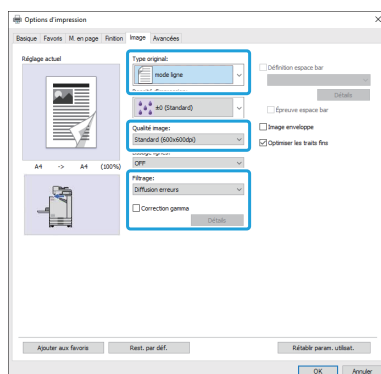 Options d'impression
Basique Favoris M. en page Finition Image Avancées
Réglage actuel
A4 -> A4 (100%)
Type original:
mode ligne
±0 (Standard)
Qualité image:
Standard (600x600dpi)
OFF
Filtrage:
Diffusion erreurs
Correction gamma
Détails
Définition espace bar
Détails
Épreuve espace bar
Image enveloppe
Optimiser les traits fins
Ajouter aux favoris
Rest. par déf.
Rétablir param. utilisat.
OK
Annuler